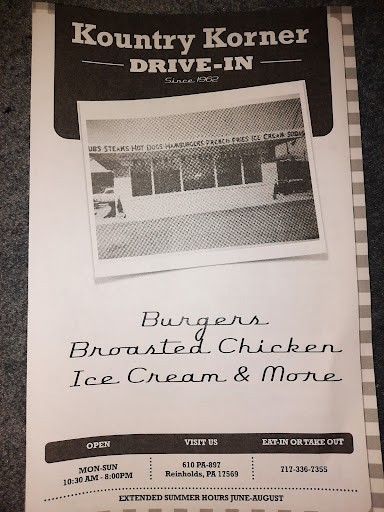 Kountry Korner
DRIVE-IN
Since 1962
UBS STEAKS HOT DOGS HAMBURGERS FRENCH FRIES ICE CREAM SODAS
Burgers
Broasted Chicken
Ice Cream & More
OPEN VISIT US EAT-IN OR TAKE OUT
MON-SUN 610 PA-897 717-336-7355
10:30 AM - 8:00PM Reinholds, PA 17569
EXTENDED SUMMER HOURS JUNE-AUGUST